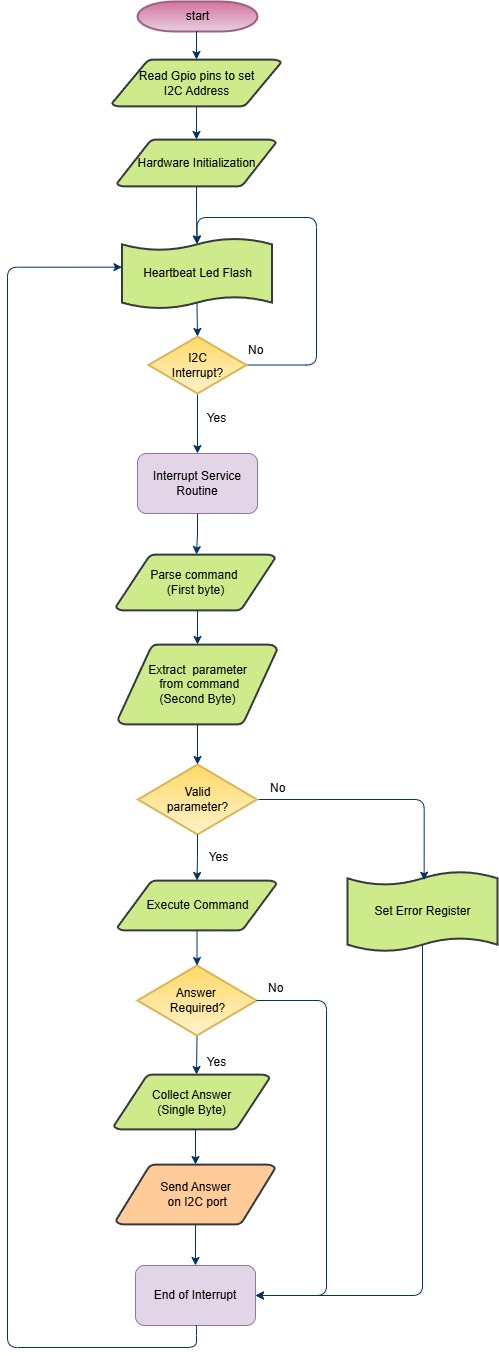 start
Read Gpio pins to set
I2C Address
Hardware Initialization
Heartbeat Led Flash
I2C
Interrupt?
No
Yes
Interrupt Service
Routine
Parse command
(First byte)
Extract parameter
from command
(Second Byte)
Valid
parameter?
No
Yes
Execute Command
Set Error Register
Answer
Required?
No
Yes
Collect Answer
(Single Byte)
Send Answer
on I2C port
End of Interrupt